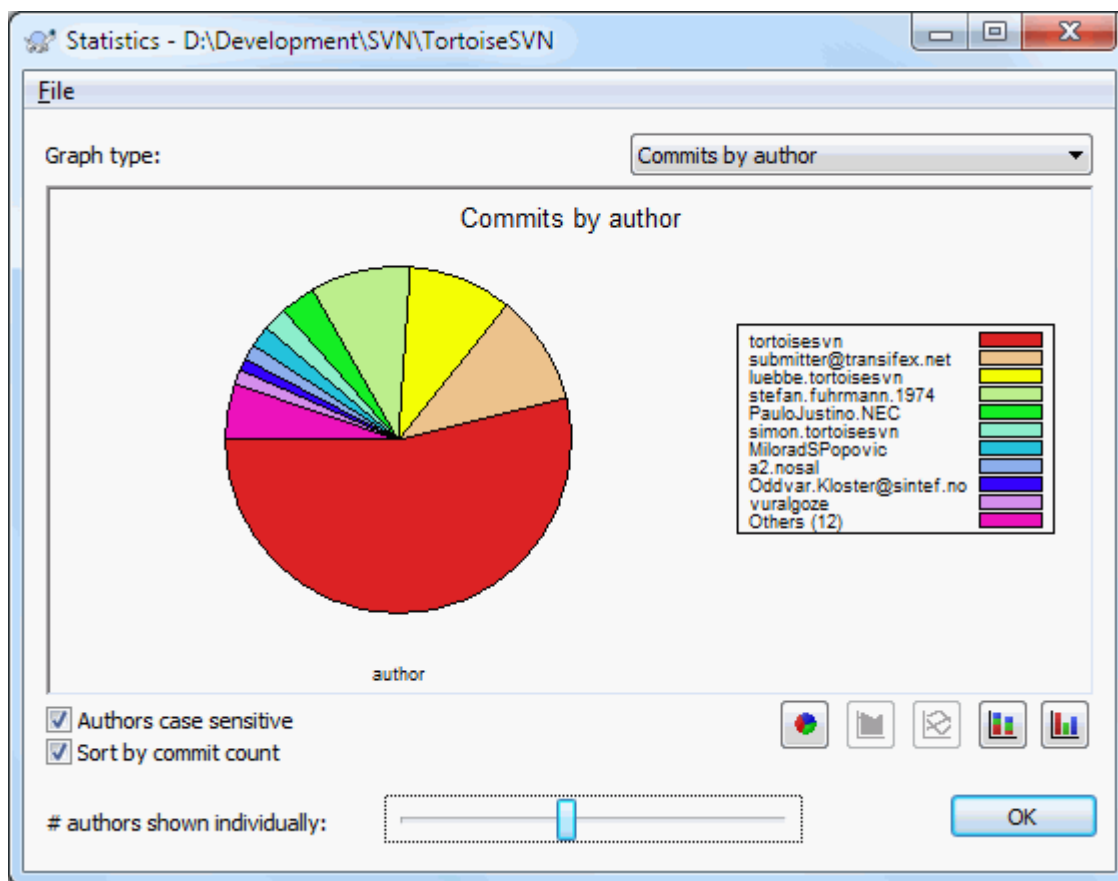 Statistics - D:\Development\SVN\TortoiseSVN
File
Graph type:
Commits by author
Commits by author
tortoisesvn
submitter@transifex.net
luebbe.tortoisesvn
stefan.fuhrmann.1974
PauloJustino.NEC
simon.tortoisesvn
MiloradSPopovic
a2.nosal
Oddvar.Kloster@sintef.no
vuralgoze
Others (12)
author
Authors case sensitive
Sort by commit count
# authors shown individually:
OK